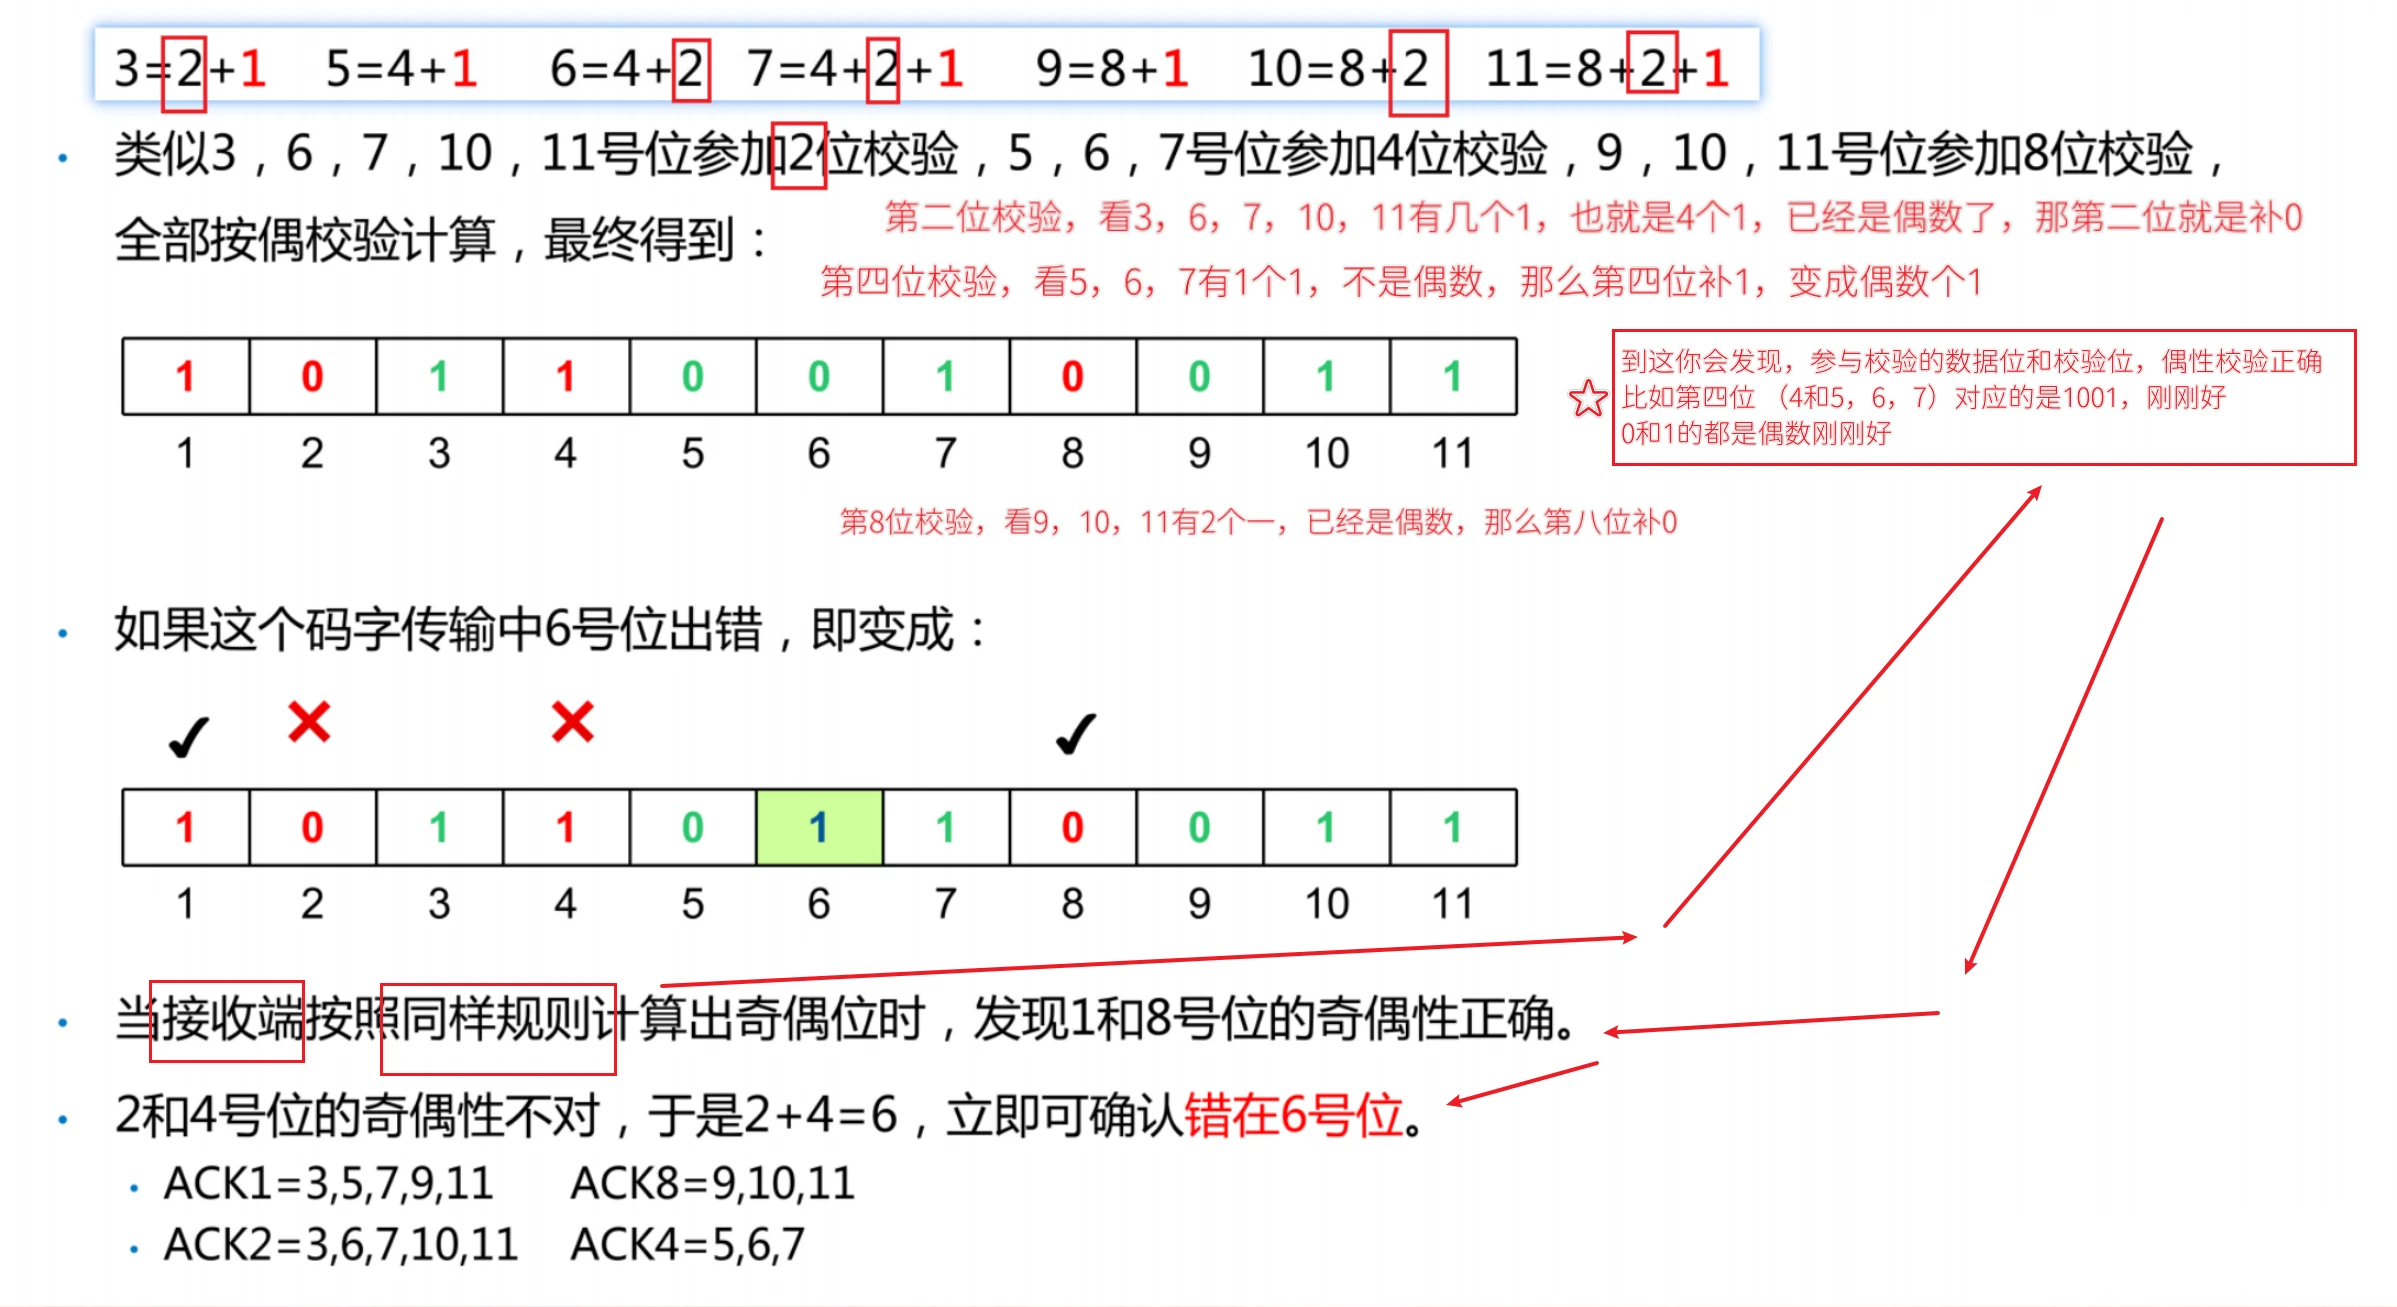 3=2+1 5=4+1 6=4+2 7=4+2+1 9=8+1 10=8+2 11=8+2+1
• 类似3，6，7，10，11号位参加2位校验，5，6，7号位参加4位校验，9，10，11号位参加8位校验，
全部按偶校验计算，最终得到：
第二位校验，看3，6，7，10，11有几个1，也就是4个1，已经是偶数了，那第二位就是补0
第四位校验，看5，6，7有1个1，不是偶数，那么第四位补1，变成偶数个1
1 0 1 1 0 0 1 0 0 1 1
1 2 3 4 5 6 7 8 9 10 11
到这你会发现，参与校验的数据位和校验位，偶性校验正确
比如第四位 （4和5，6，7）对应的是1001，刚刚好
0和1的都是偶数刚刚好
第8位校验，看9，10，11有2个一，已经是偶数，那么第八位补0
• 如果这个码字传输中6号位出错，即变成：
✔ ✕ ✕ ✔
1 0 1 1 0 1 1 0 0 1 1
1 2 3 4 5 6 7 8 9 10 11
• 当接收端按照同样规则计算出奇偶位时，发现1和8号位的奇偶性正确。
• 2和4号位的奇偶性不对，于是2+4=6，立即可确认错在6号位。
• ACK1=3,5,7,9,11 ACK8=9,10,11
• ACK2=3,6,7,10,11 ACK4=5,6,7